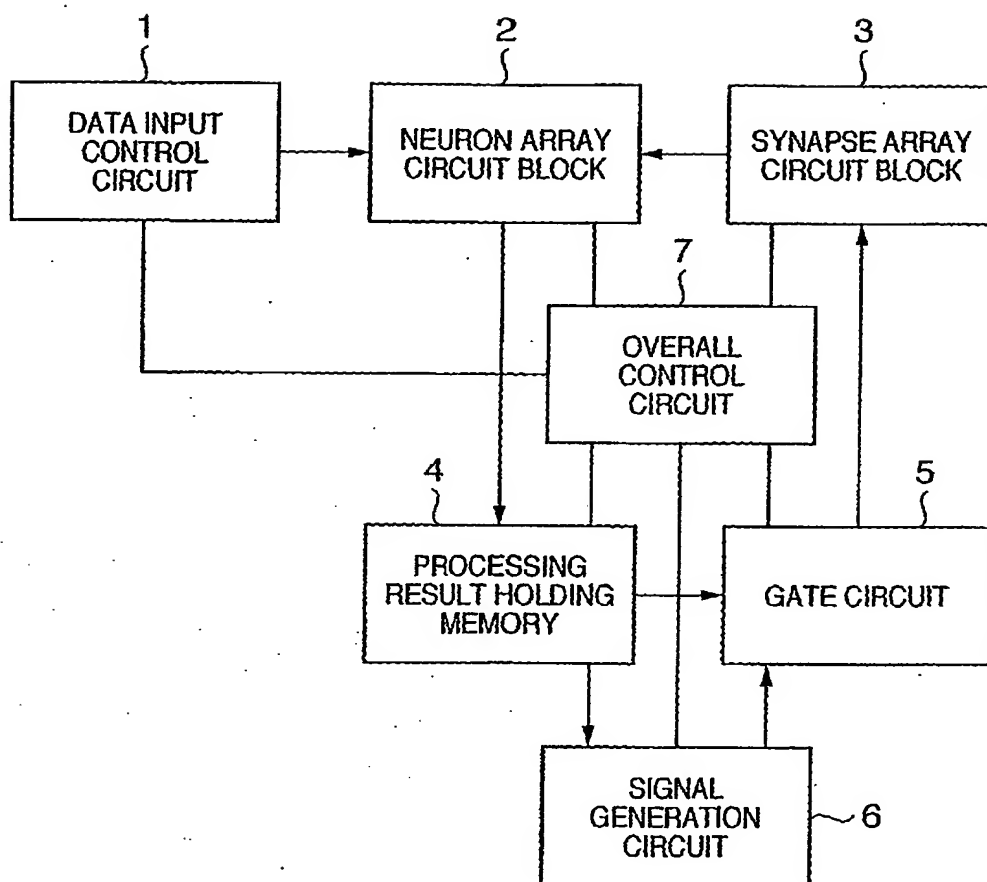 1
2
3
DATA INPUT
CONTROL
CIRCUIT
NEURON ARRAY
CIRCUIT BLOCK
SYNAPSE ARRAY
CIRCUIT BLOCK
7
OVERALL
CONTROL
CIRCUIT
4
5
PROCESSING
RESULT HOLDING
MEMORY
GATE CIRCUIT
SIGNAL
GENERATION
CIRCUIT
6